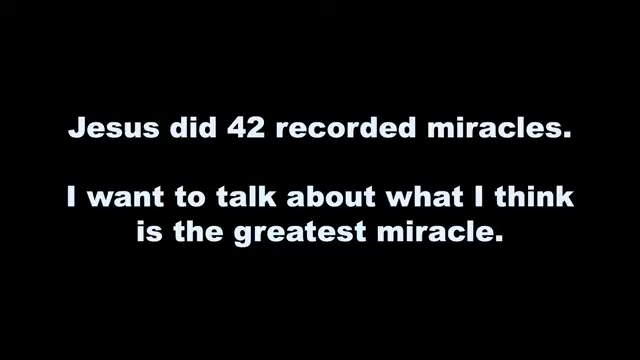 Jesus did 42 recorded miracles.
I want to talk about what I think
is the greatest miracle.